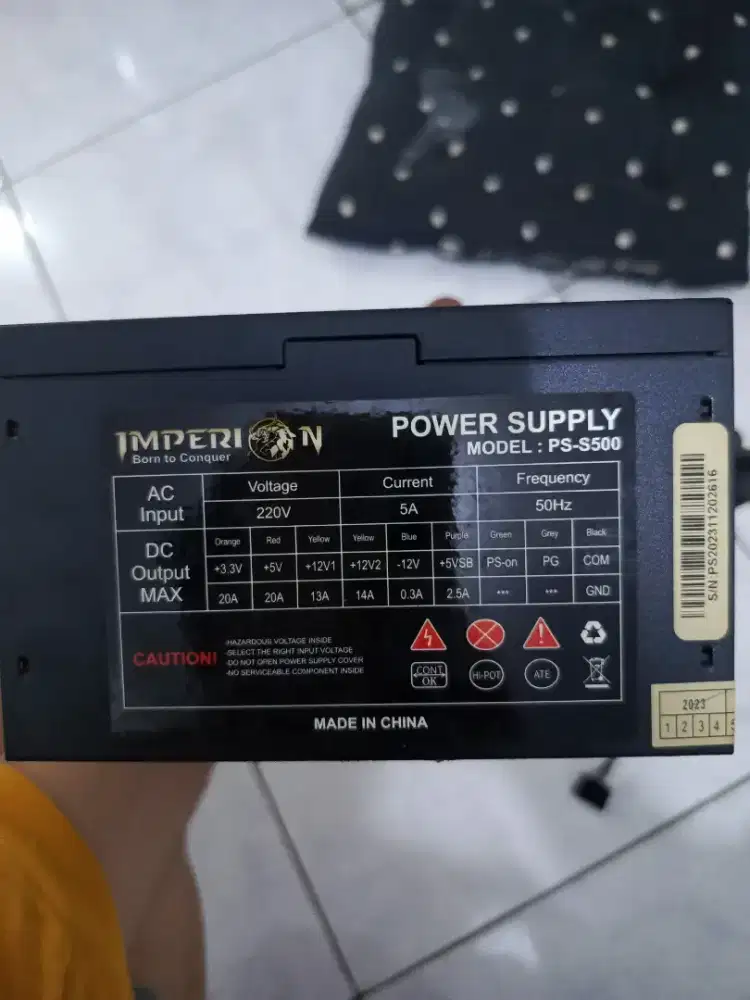 IMPERION
Born to Conquer
POWER SUPPLY
MODEL : PS-S500
AC Input Voltage Current Frequency
220V 5A 50Hz
DC Output MAX Orange Red Yellow Yellow Blue Purple Green Grey Black
+3.3V +5V +12V1 +12V2 -12V +5VSB PS-on PG COM
20A 20A 13A 14A 0.3A 2.5A *** *** GND
CAUTION!
-HAZARDOUS VOLTAGE INSIDE
-SELECT THE RIGHT INPUT VOLTAGE
-DO NOT OPEN POWER SUPPLY COVER
-NO SERVICEABLE COMPONENT INSIDE
CONT OK
HI-POT
ATE
MADE IN CHINA
S/N:PS202311202616
2023
1 2 3 4